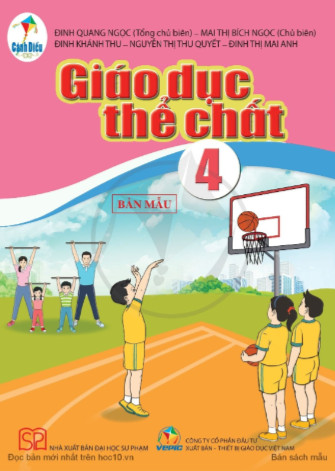 Cánh Diều
ĐINH QUANG NGỌC (Tổng chủ biên) – MAI THỊ BÍCH NGỌC (Chủ biên)
ĐINH KHÁNH THU – NGUYỄN THỊ THU QUYẾT – ĐINH THỊ MAI ANH
Giáo dục
thể chất
4
BẢN MẪU
NHÀ XUẤT BẢN ĐẠI HỌC SƯ PHẠM
VEPIC
CÔNG TY CỔ PHẦN ĐẦU TƯ
XUẤT BẢN – THIẾT BỊ GIÁO DỤC VIỆT NAM
Đọc bản mới nhất trên hoc10.vn
Bản sách mẫu